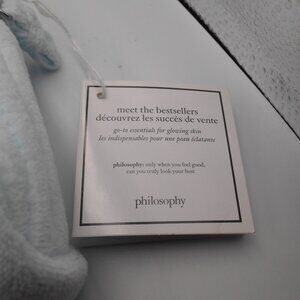 meet the bestsellers
découvrez les succès de vente
go-to essentials for glowing skin
les indispensables pour une peau éclatante
philosophy: only when you feel good,
can you truly look your best
philosophy